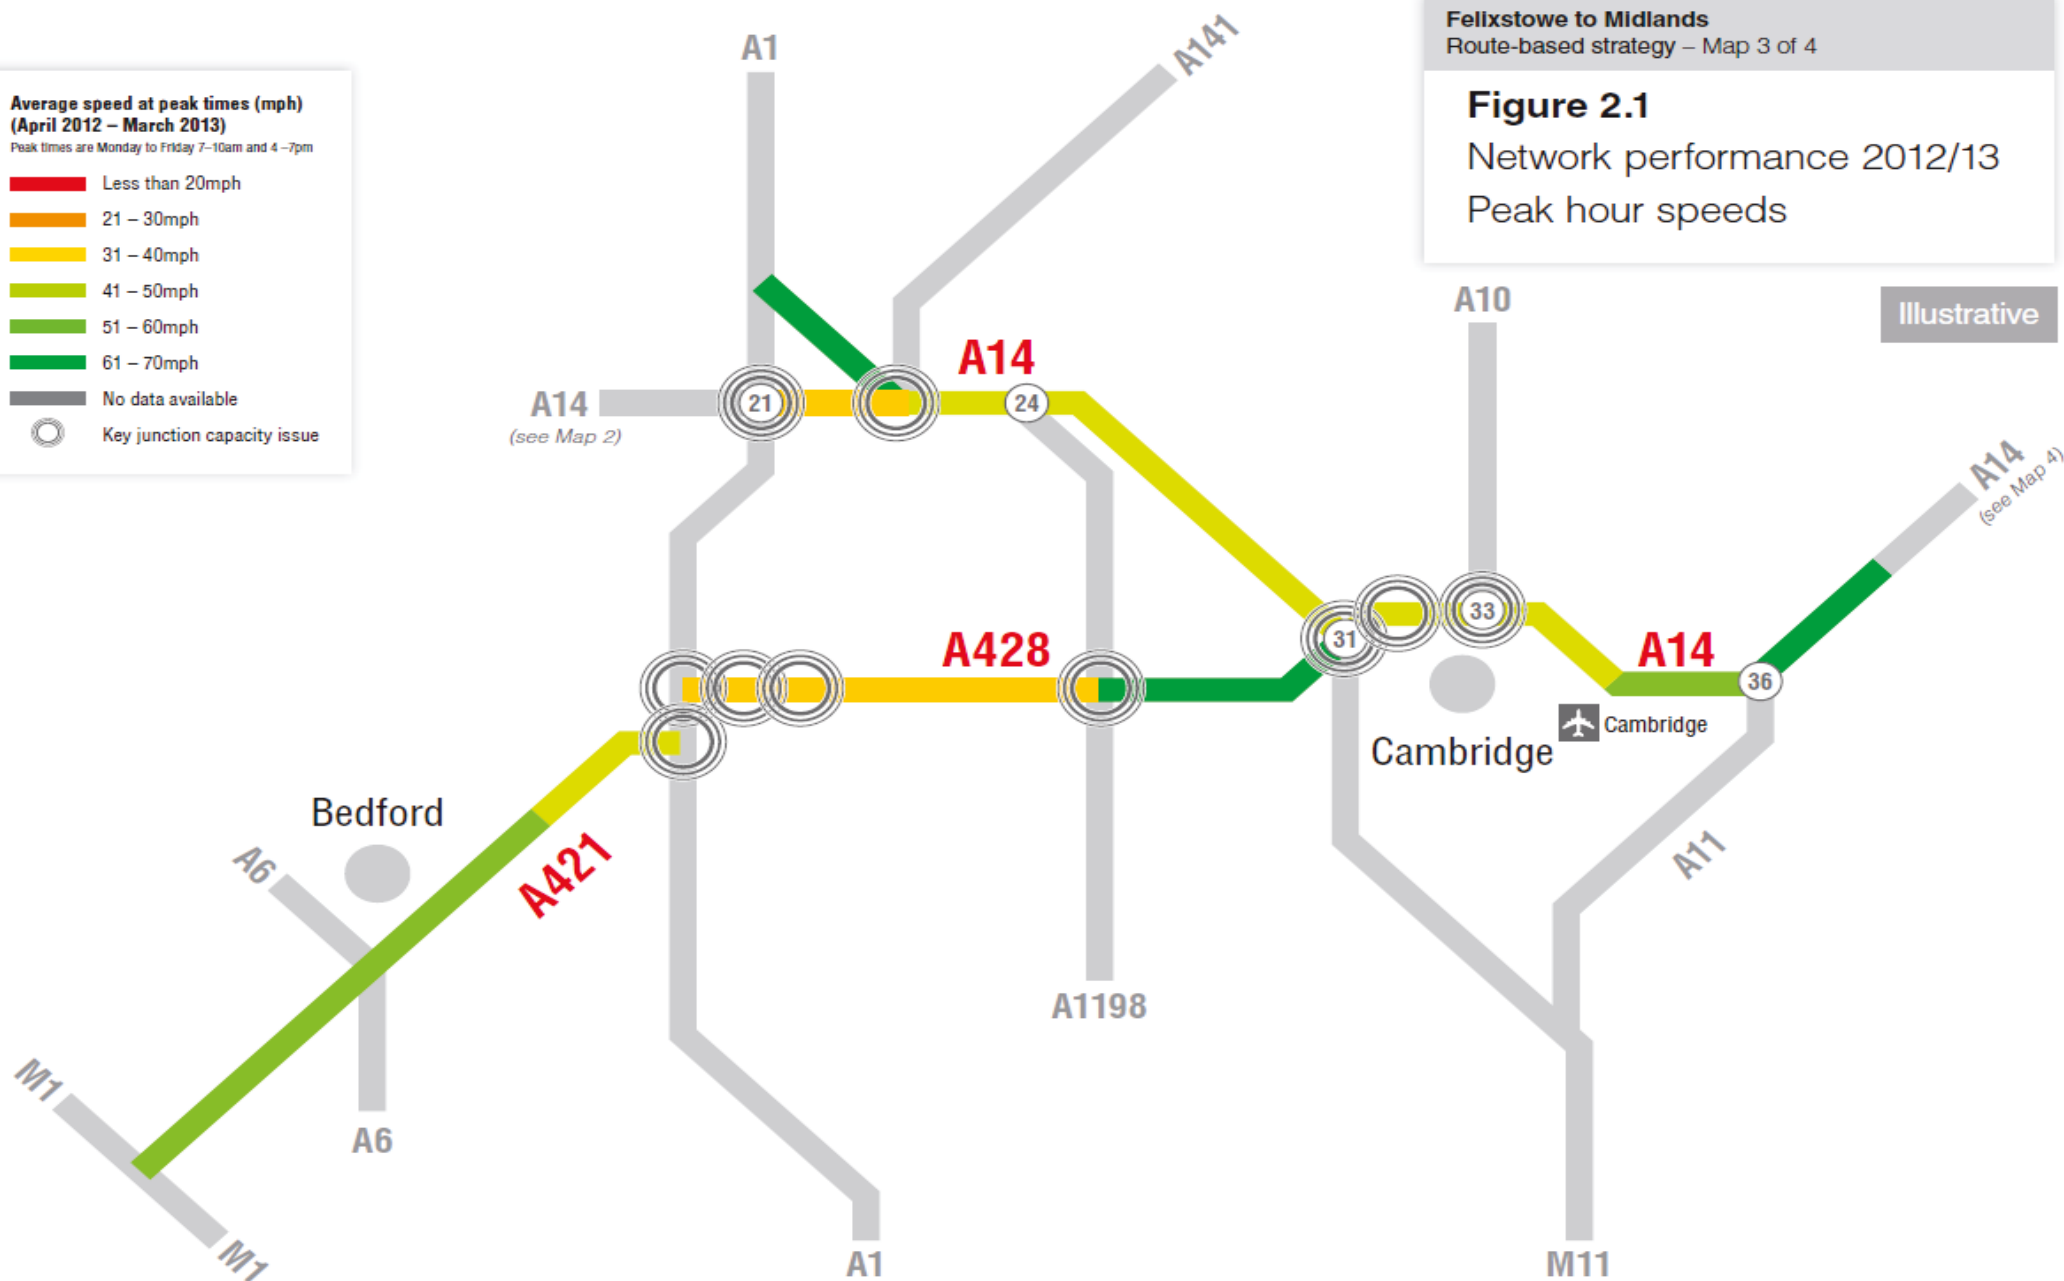 Felixstowe to Midlands
Route-based strategy – Map 3 of 4
Figure 2.1
Network performance 2012/13
Peak hour speeds
Illustrative
Average speed at peak times (mph)
(April 2012 – March 2013)
Peak times are Monday to Friday 7–10am and 4–7pm
Less than 20mph
21 – 30mph
31 – 40mph
41 – 50mph
51 – 60mph
61 – 70mph
No data available
Key junction capacity issue
A1
A141
A10
A14
A14
(see Map 2)
21
24
A14
(see Map 4)
33
31
A428
A14
36
Cambridge
Cambridge
Bedford
A6
A421
A11
A1198
M1
A6
M1
A1
M11